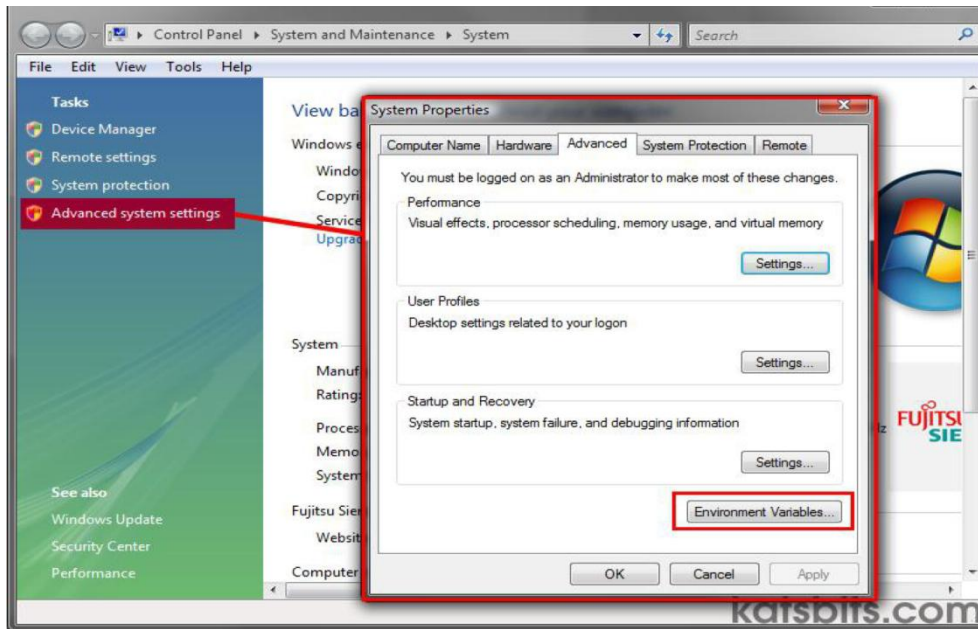 Control Panel System and Maintenance System
Search
File Edit View Tools Help
Tasks
Device Manager
Remote settings
System protection
Advanced system settings
See also
Windows Update
Security Center
Performance
View ba
Windows e
Windo
Copyri
Service
Upgrad
System
Manuf
Rating:
Proces
Memo
System
Fujitsu Sie
Websit
Computer
System Properties
Computer Name Hardware Advanced System Protection Remote
You must be logged on as an Administrator to make most of these changes.
Performance
Visual effects, processor scheduling, memory usage, and virtual memory
Settings...
User Profiles
Desktop settings related to your logon
Settings...
Startup and Recovery
System startup, system failure, and debugging information
Settings...
Environment Variables...
OK Cancel Apply
FUJITSU
SIE
katsbits.com